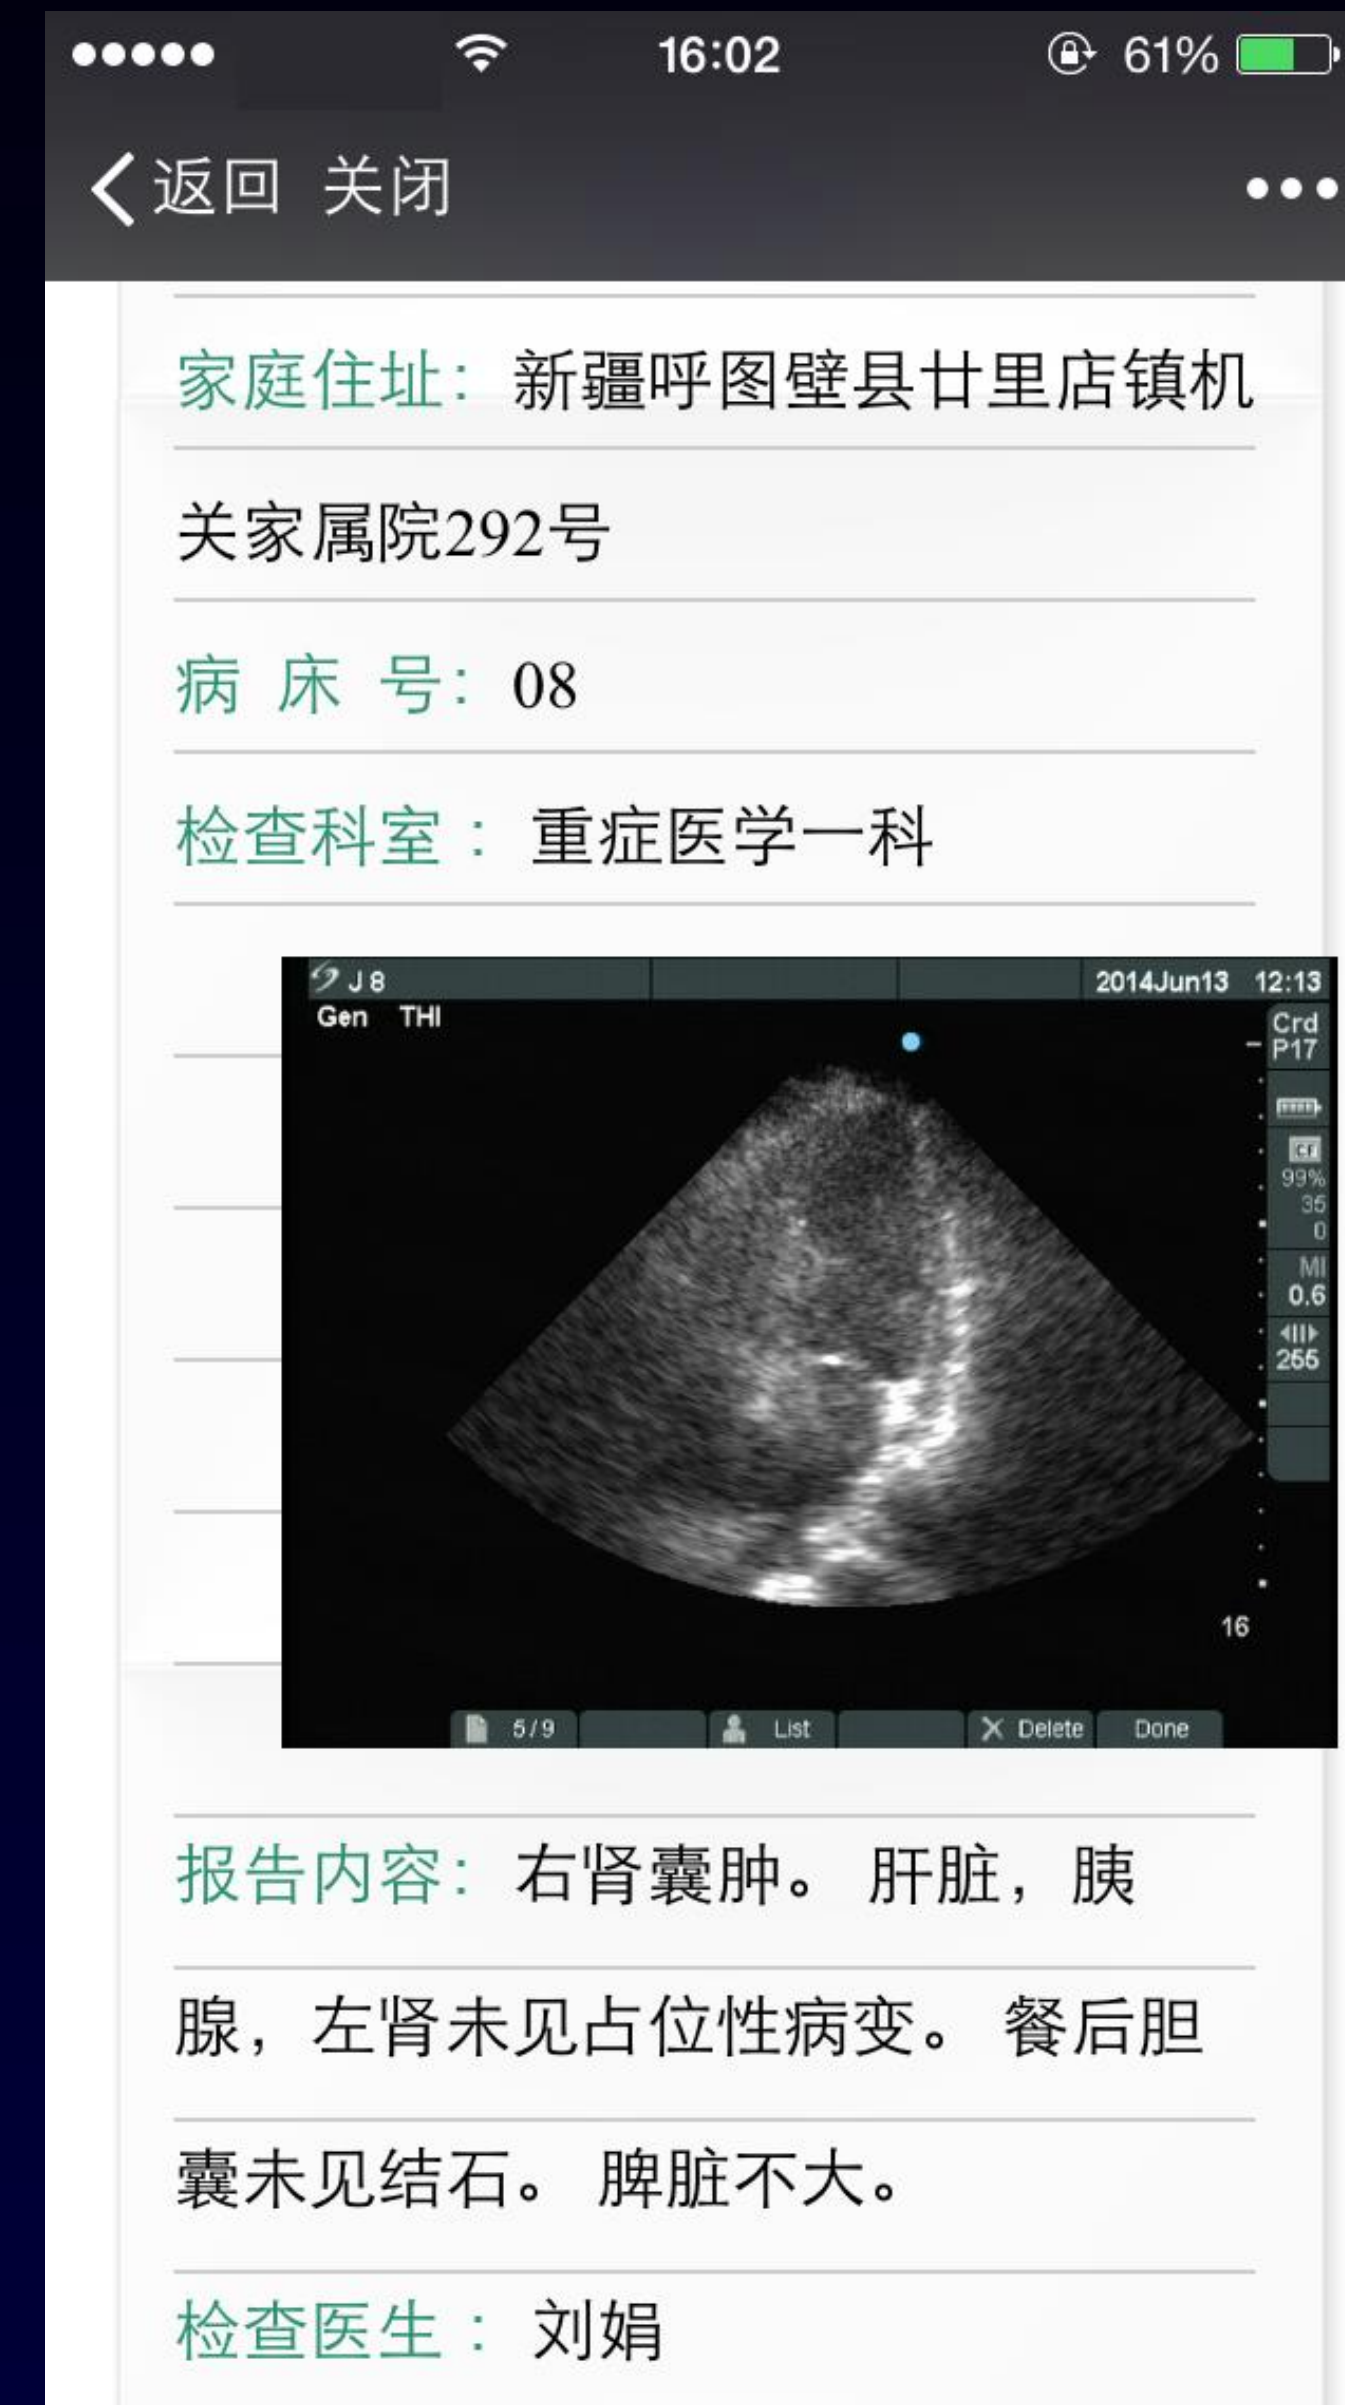 16:02 61%
返回 关闭
家庭住址：新疆呼图壁县廿里店镇机
关家属院292号
病 床 号：08
检查科室： 重症医学一科
J 8 2014Jun13 12:13
Gen THI
Crd
P17
CF
99%
35
0
MI
0.6
255
16
5/9 List Delete Done
报告内容：右肾囊肿。 肝脏，胰
腺，左肾未见占位性病变。 餐后胆
囊未见结石。 脾脏不大。
检查医生： 刘娟